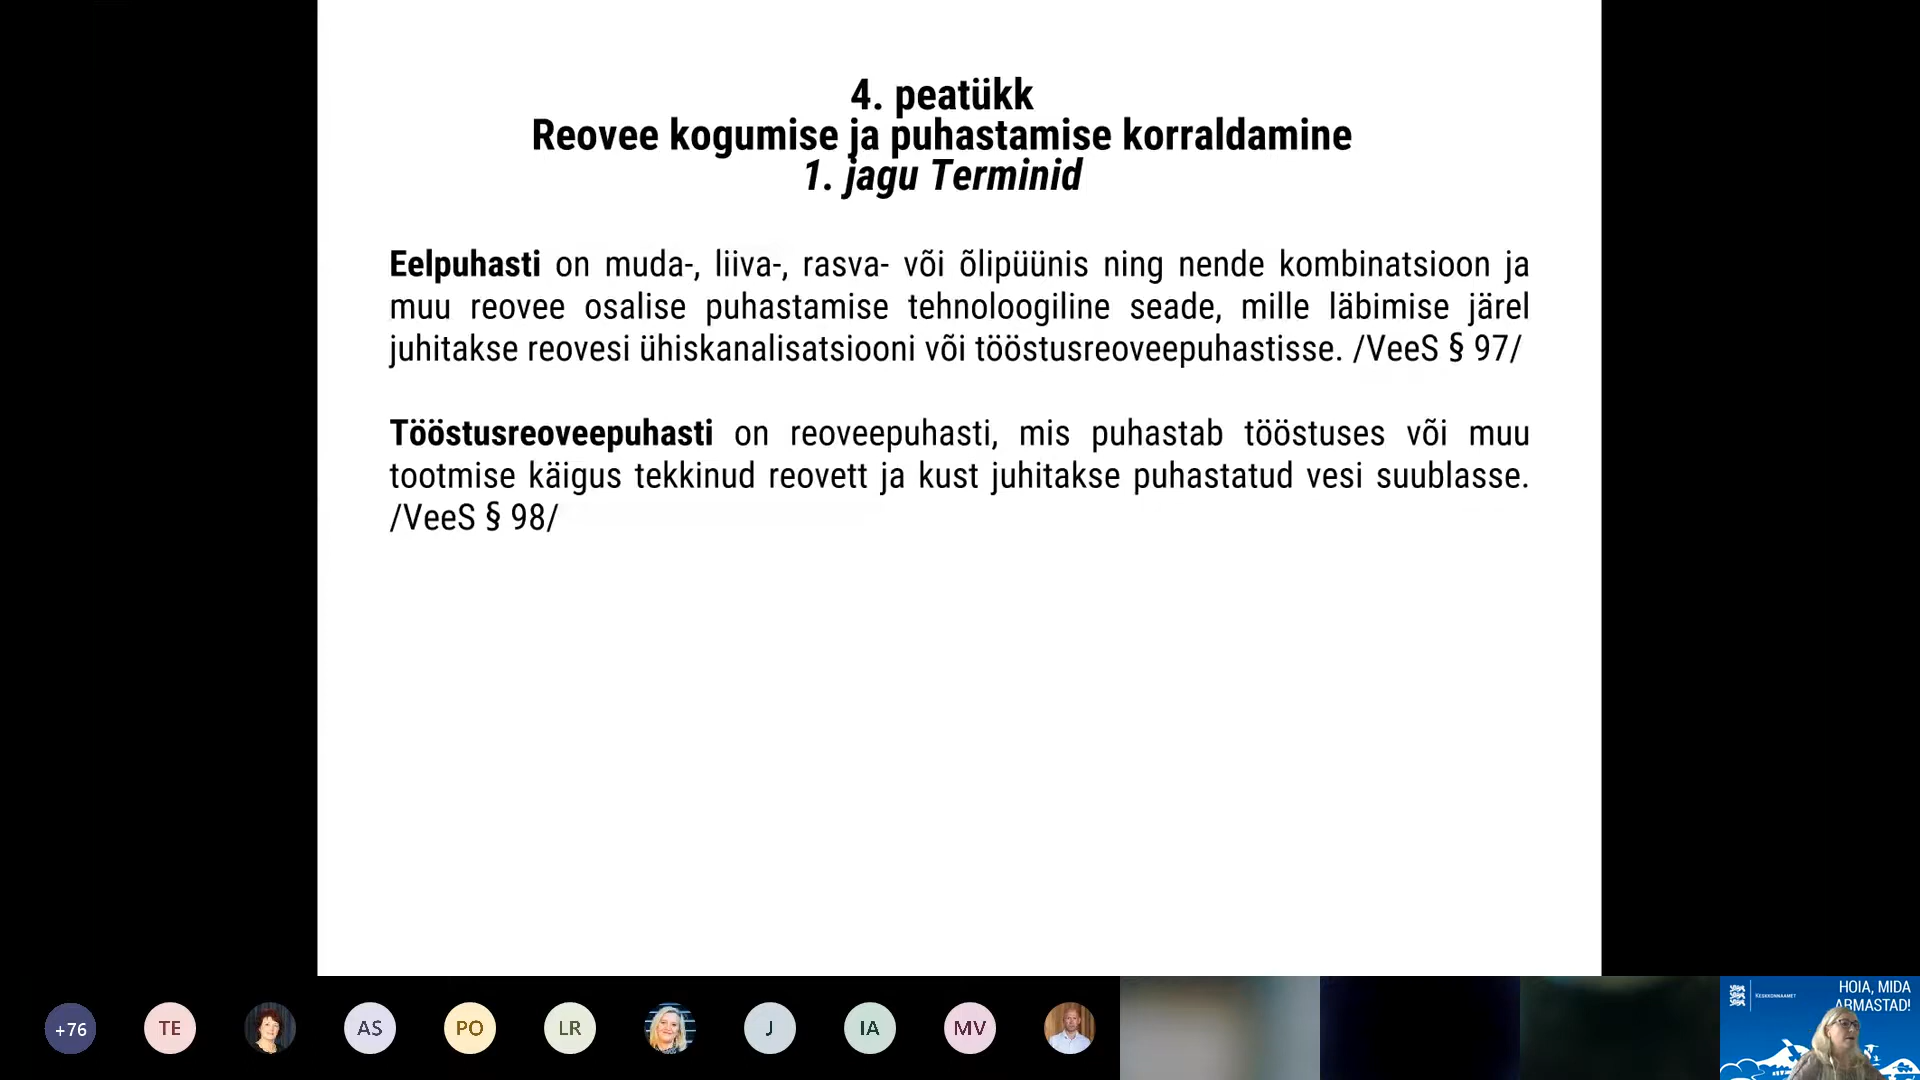 4. peatükk
Reovee kogumise ja puhastamise korraldamine
1. jagu Terminid
Eelpuhasti on muda-, liiva-, rasva- või õlipüünis ning nende kombinatsioon ja
muu reovee osalise puhastamise tehnoloogiline seade, mille läbimise järel
juhitakse reovesi ühiskanalisatsiooni või tööstusreoveepuhastisse. /VeeS § 97/
Tööstusreoveepuhasti on reoveepuhasti, mis puhastab tööstuses või muu
tootmise käigus tekkinud reovett ja kust juhitakse puhastatud vesi suublasse.
/VeeS § 98/
+76
TE
AS
PO
LR
J
IA
MV
KESKKONNAAMET
HOIA, MIDA
ARMASTAD!